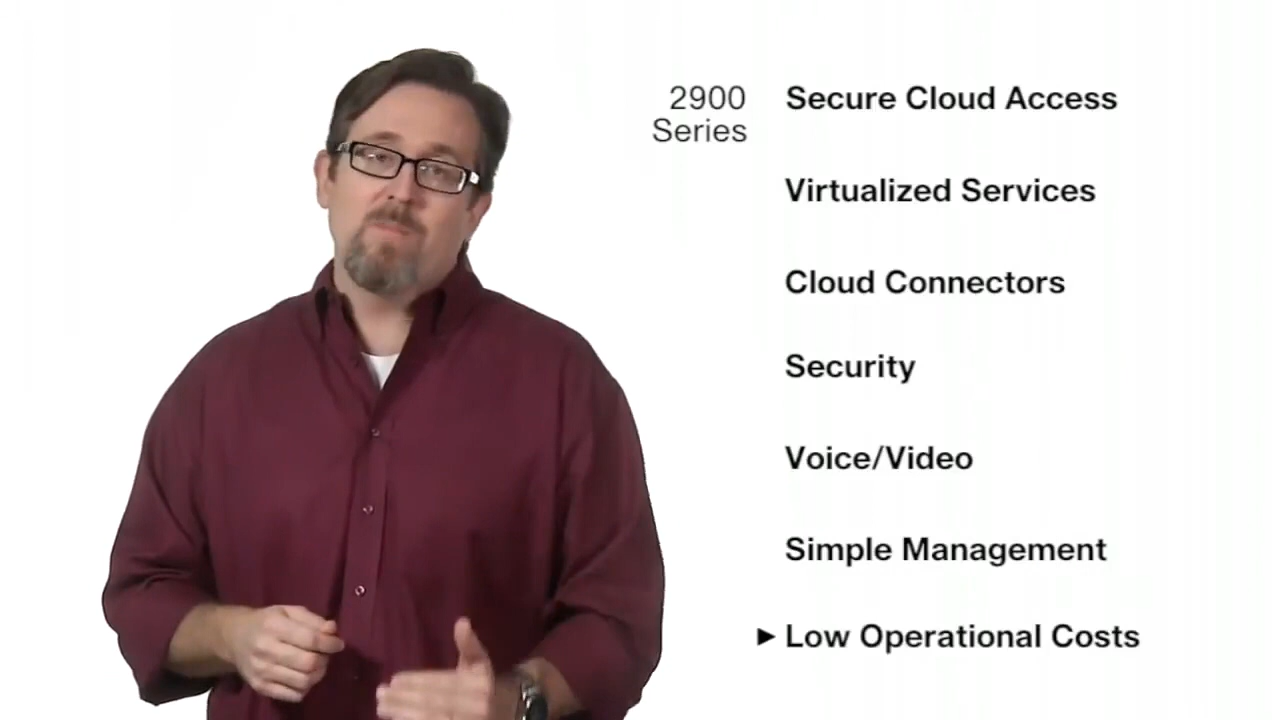 2900
Series
Secure Cloud Access
Virtualized Services
Cloud Connectors
Security
Voice/Video
Simple Management
Low Operational Costs